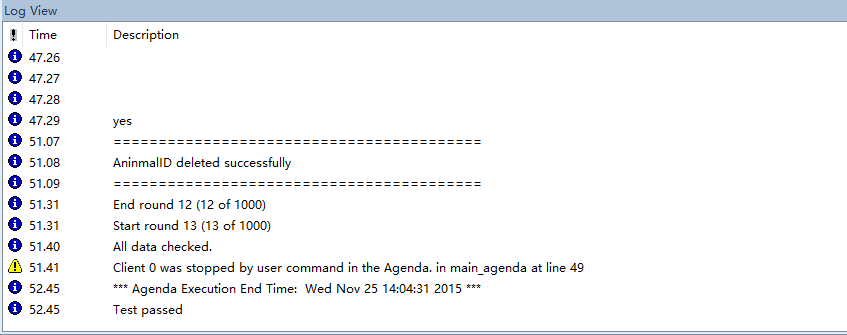 Log View
! Time Description
47.26
47.27
47.28
47.29 yes
51.07 =========================================
51.08 AninmalID deleted successfully
51.09 =========================================
51.31 End round 12 (12 of 1000)
51.31 Start round 13 (13 of 1000)
51.40 All data checked.
51.41 Client 0 was stopped by user command in the Agenda. in main_agenda at line 49
52.45 *** Agenda Execution End Time:  Wed Nov 25 14:04:31 2015 ***
52.45 Test passed